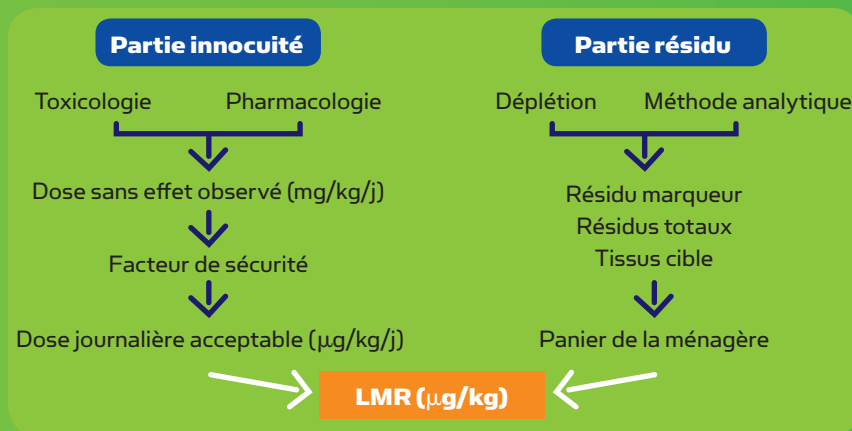 Partie innocuité
Toxicologie Pharmacologie
Dose sans effet observé (mg/kg/j)
Facteur de sécurité
Dose journalière acceptable (µg/kg/j)
Partie résidu
Déplétion Méthode analytique
Résidu marqueur
Résidus totaux
Tissus cible
Panier de la ménagère
LMR (µg/kg)